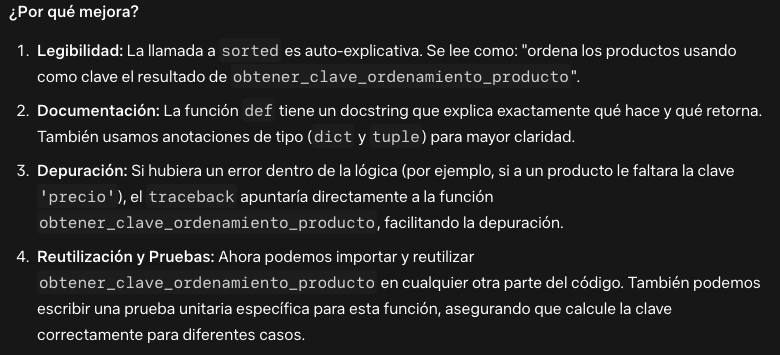 ¿Por qué mejora?
1. Legibilidad: La llamada a sorted es auto-explicativa. Se lee como: "ordena los productos usando
como clave el resultado de obtener_clave_ordenamiento_producto".
2. Documentación: La función def tiene un docstring que explica exactamente qué hace y qué retorna.
También usamos anotaciones de tipo (dict y tuple) para mayor claridad.
3. Depuración: Si hubiera un error dentro de la lógica (por ejemplo, si a un producto le faltara la clave
'precio'), el traceback apuntaría directamente a la función
obtener_clave_ordenamiento_producto, facilitando la depuración.
4. Reutilización y Pruebas: Ahora podemos importar y reutilizar
obtener_clave_ordenamiento_producto en cualquier otra parte del código. También podemos
escribir una prueba unitaria específica para esta función, asegurando que calcule la clave
correctamente para diferentes casos.